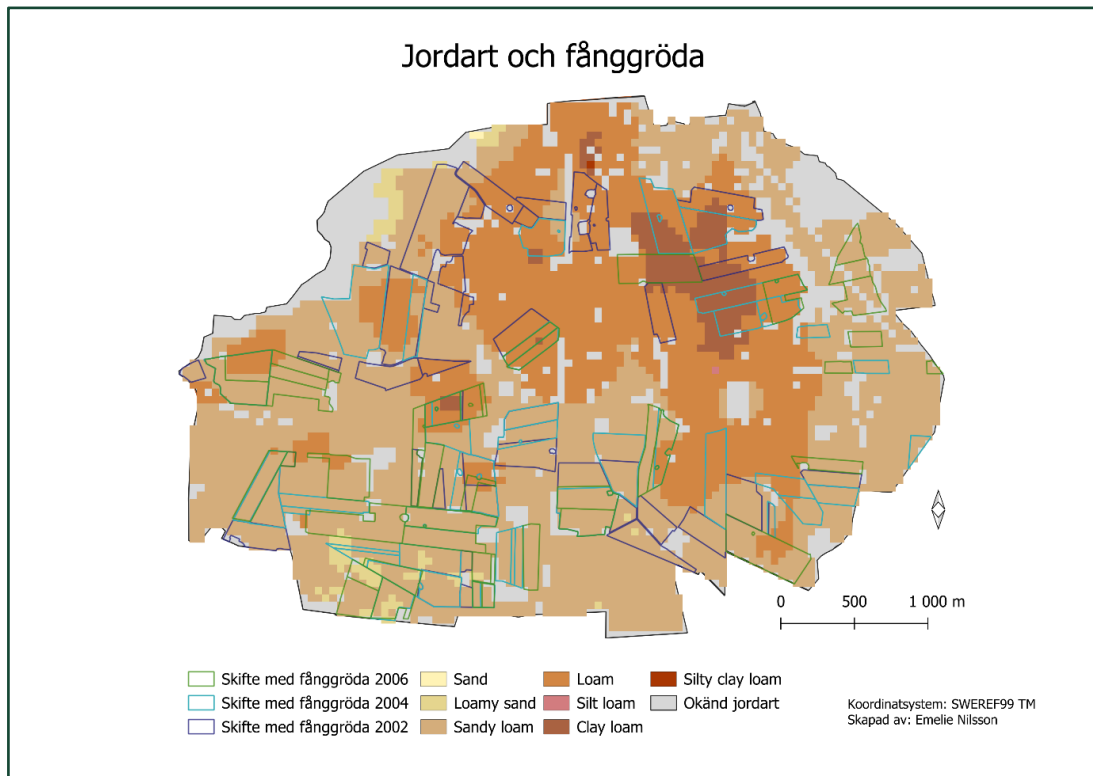 Jordart och fånggröda
0 500 1 000 m
Skifte med fånggröda 2006
Skifte med fånggröda 2004
Skifte med fånggröda 2002
Sand
Loamy sand
Sandy loam
Loam
Silt loam
Clay loam
Silty clay loam
Okänd jordart
Koordinatsystem: SWEREF99 TM
Skapad av: Emelie Nilsson